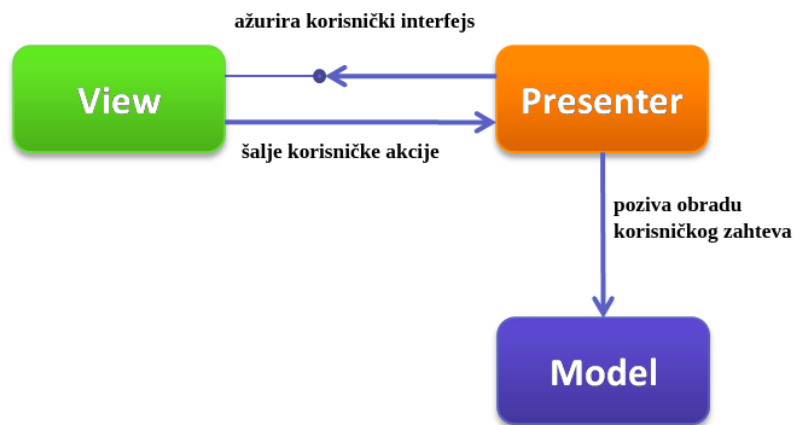 ažurira korisnički interfejs
View
Presenter
šalje korisničke akcije
poziva obradu
korisničkog zahteva
Model